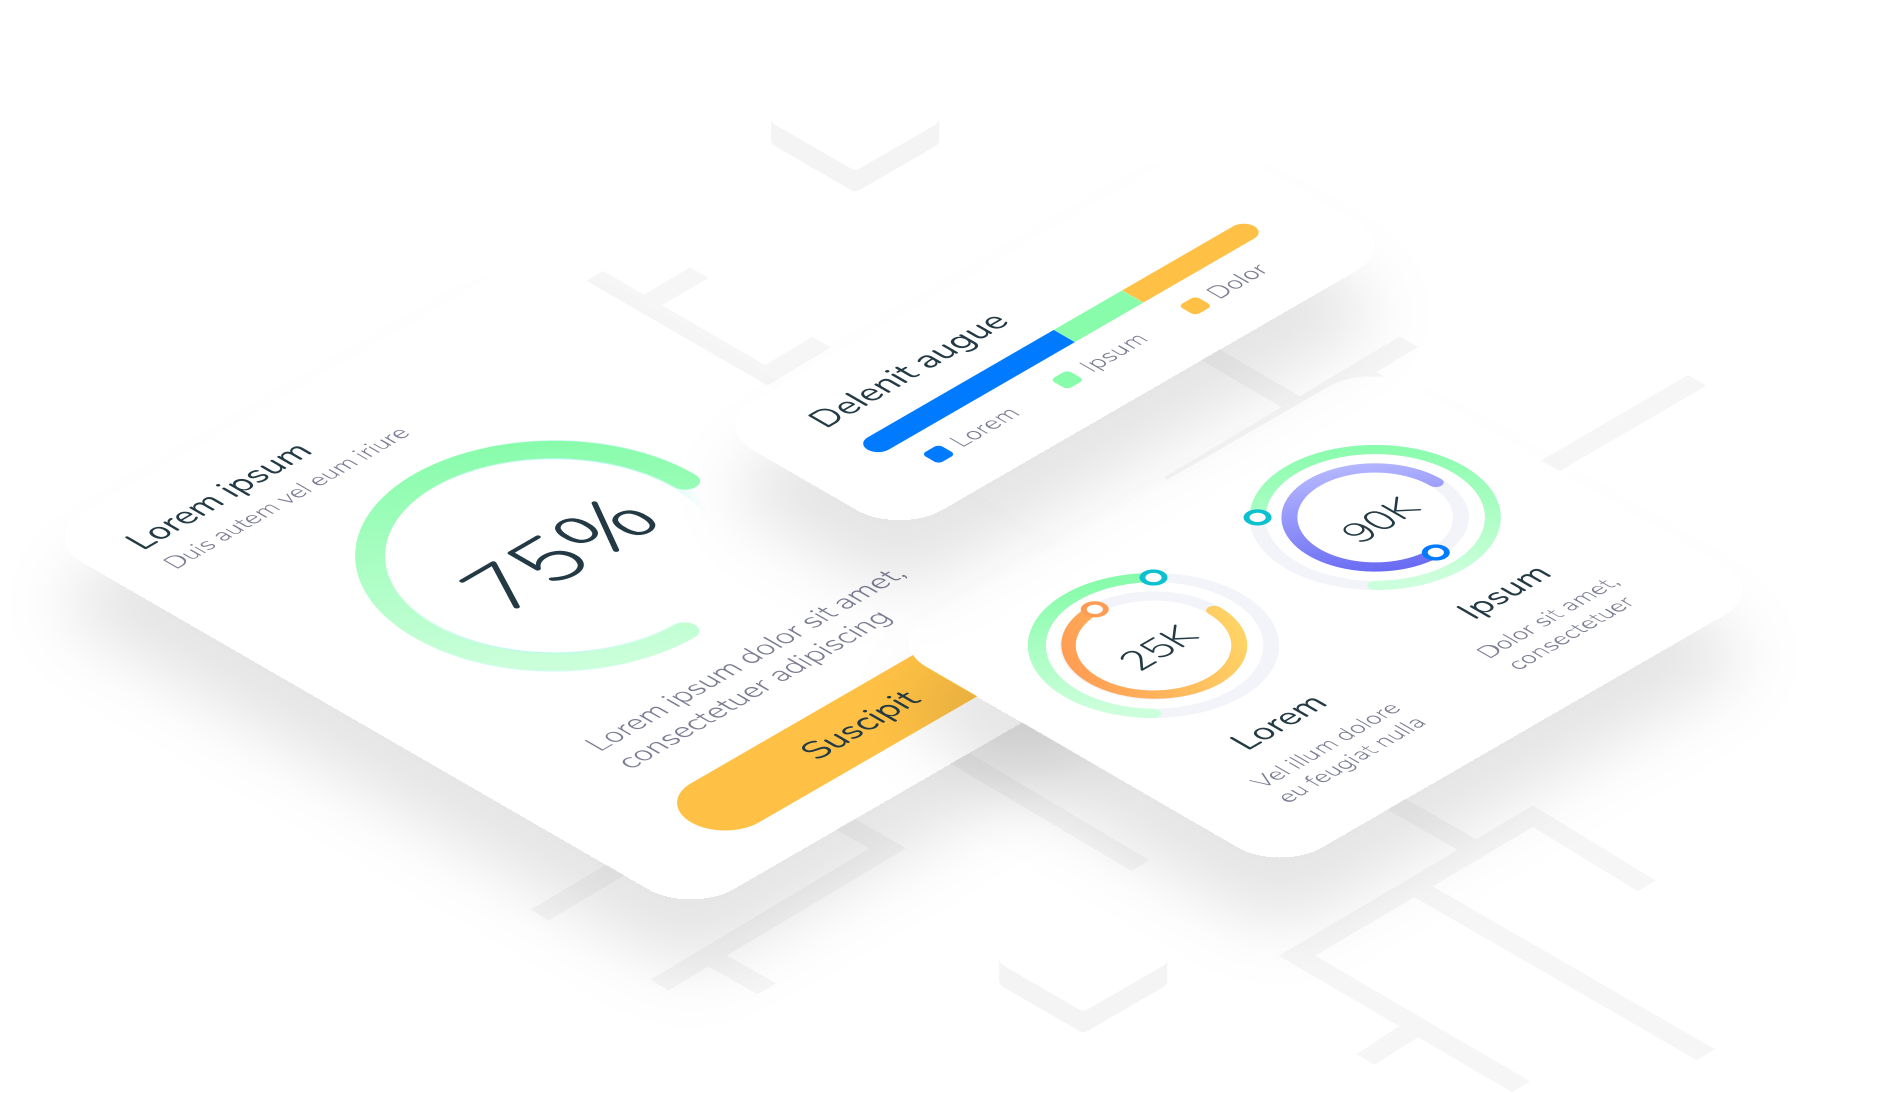 Lorem ipsum
Duis autem vel eum iriure
75%
Lorem ipsum dolor sit amet,
consectetuer adipiscing
Suscipit
Delenit augue
Lorem
Ipsum
Dolor
25K
Lorem
Vel illum dolore
eu feugiat nulla
90K
Ipsum
Dolor sit amet,
consectetuer